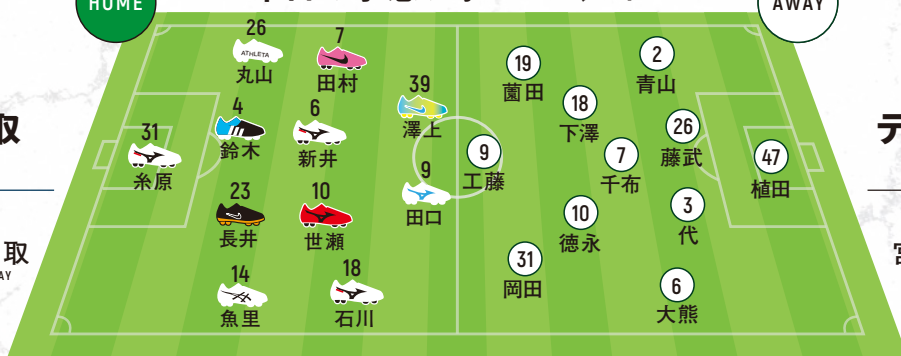 HOME
AWAY
26
ATHLETA
丸山
7
田村
39
澤上
4
鈴木
6
新井
31
糸原
9
田口
23
長井
10
世瀬
14
魚里
18
石川
19
薗田
2
青山
18
下澤
26
藤武
9
工藤
7
千布
47
植田
10
德永
3
代
31
岡田
6
大熊
取
取
AY
テ